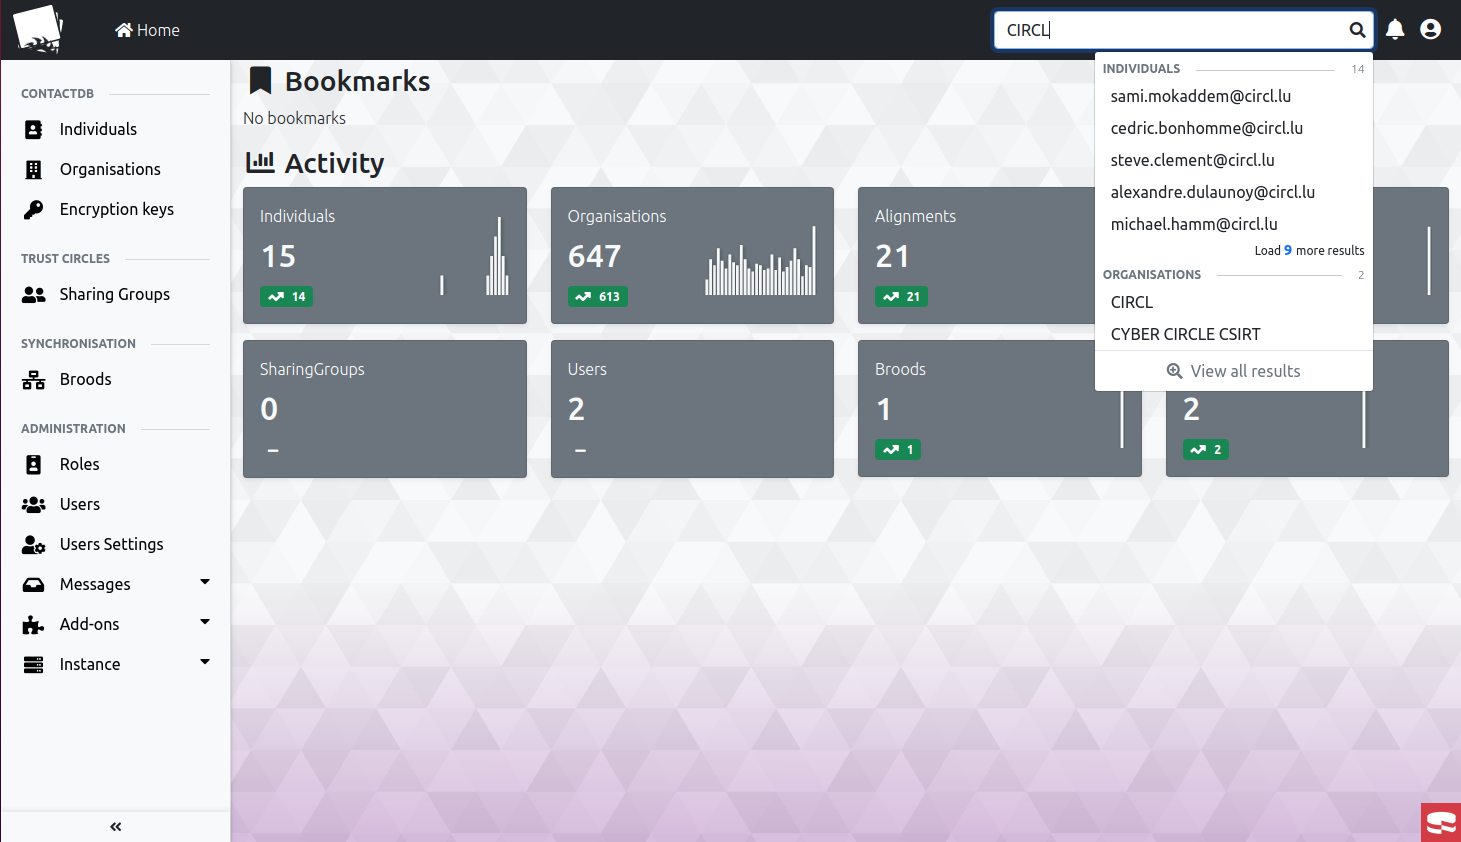 Home
CIRCL
CONTACTDB
Individuals
Organisations
Encryption keys
TRUST CIRCLES
Sharing Groups
SYNCHRONISATION
Broods
ADMINISTRATION
Roles
Users
Users Settings
Messages
Add-ons
Instance
Bookmarks
No bookmarks
Activity
Individuals
15
14
Organisations
647
613
Alignments
21
21
SharingGroups
0
–
Users
2
–
Broods
1
1
2
2
INDIVIDUALS 14
sami.mokaddem@circl.lu
cedric.bonhomme@circl.lu
steve.clement@circl.lu
alexandre.dulaunoy@circl.lu
michael.hamm@circl.lu
Load 9 more results
ORGANISATIONS 2
CIRCL
CYBER CIRCLE CSIRT
View all results